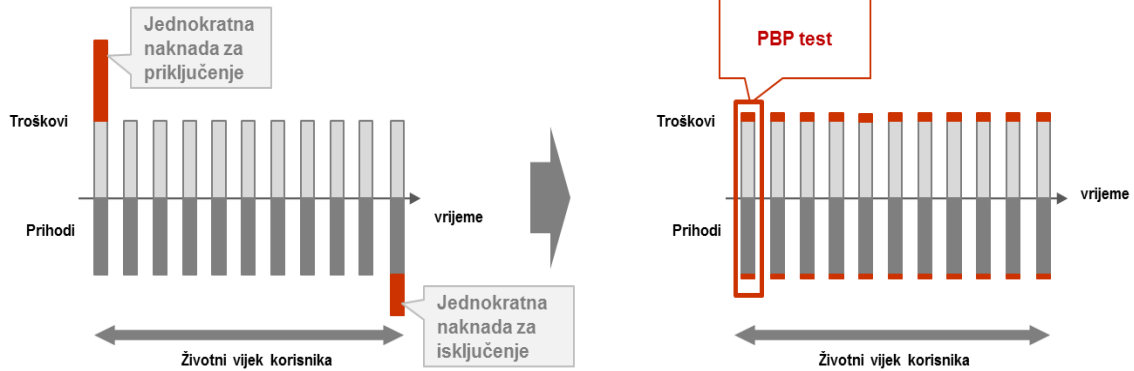 Jednokratna
naknada za
priključenje
Troškovi
vrijeme
Prihodi
Jednokratna
naknada za
isključenje
Životni vijek korisnika
PBP test
Troškovi
vrijeme
Prihodi
Životni vijek korisnika